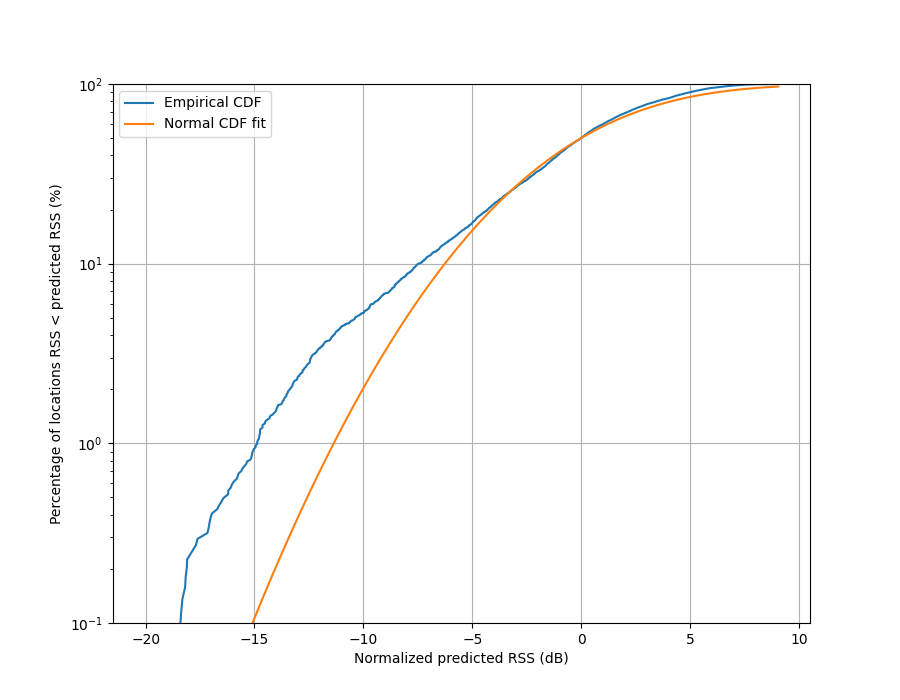 Empirical CDF
Normal CDF fit
Percentage of locations RSS < predicted RSS (%)
10²
10¹
10⁰
10⁻¹
−20
−15
−10
−5
0
5
10
Normalized predicted RSS (dB)